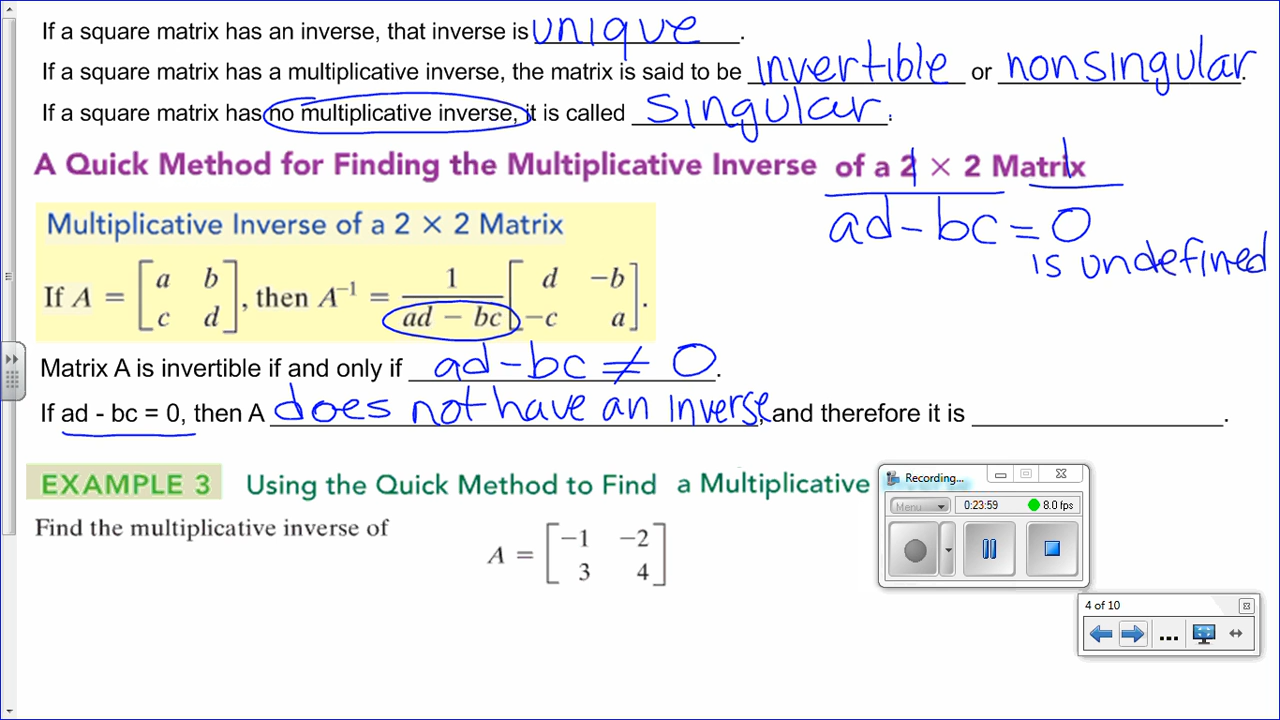 If a square matrix has an inverse, that inverse is unique.
If a square matrix has a multiplicative inverse, the matrix is said to be invertible or nonsingular.
If a square matrix has no multiplicative inverse, it is called singular.
A Quick Method for Finding the Multiplicative Inverse of a 2 × 2 Matrix
1 1
ad - bc = 0
is undefined
Multiplicative Inverse of a 2 × 2 Matrix
If A = [a b; c d], then A⁻¹ = 1/(ad − bc) [d −b; −c a].
Matrix A is invertible if and only if ad - bc ≠ 0.
If ad - bc = 0, then A does not have an inverse, and therefore it is ____________.
EXAMPLE 3 Using the Quick Method to Find a Multiplicative
Find the multiplicative inverse of
A = [−1 −2; 3 4]
Recording...
Menu 0:23:59 8.0 fps
4 of 10
...